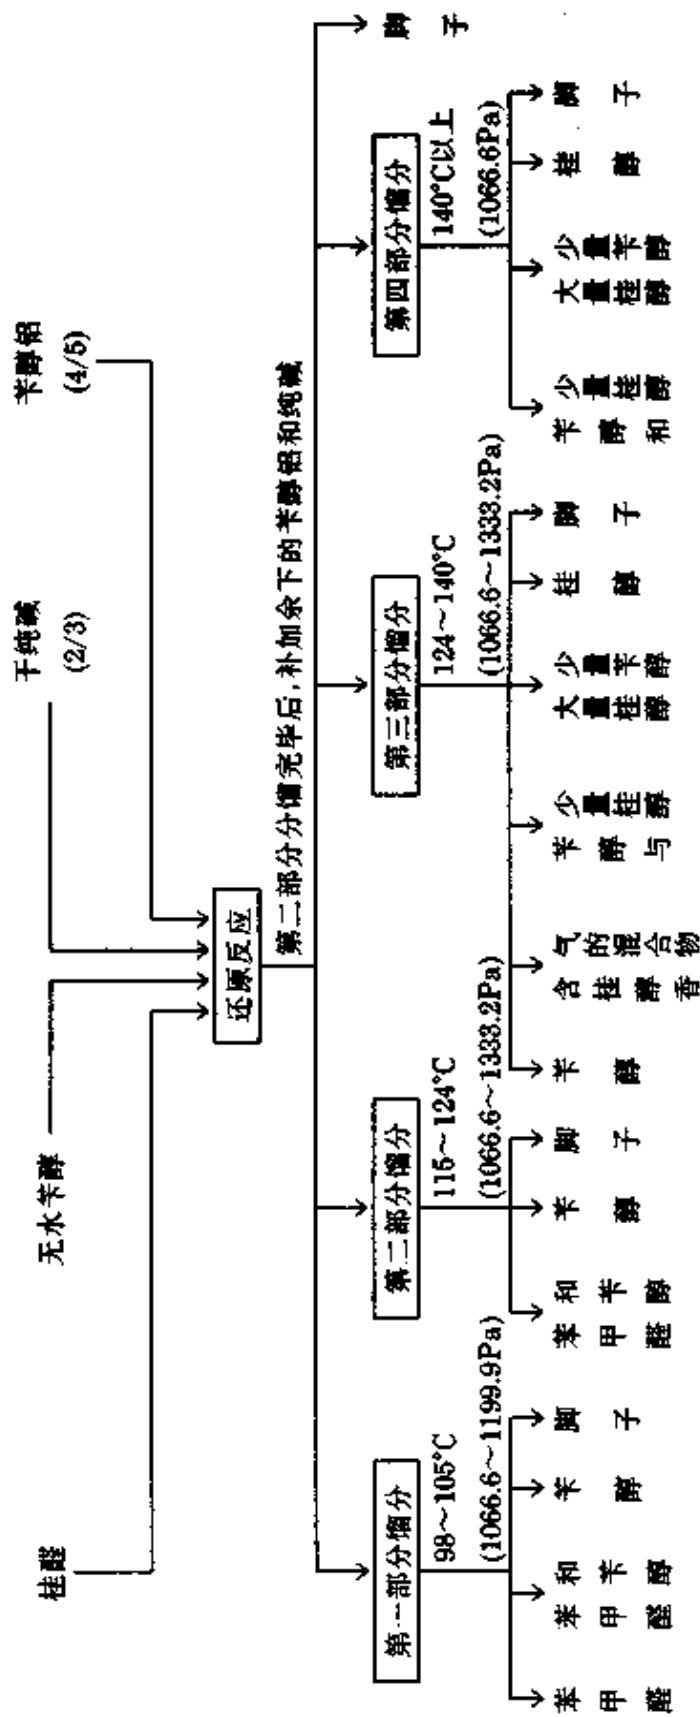 桂醛
无水苄醇
干纯碱
(2/3)
苄醇铝
(4/5)
还原反应
第二部分分馏完毕后,补加余下的苄醇铝和纯碱
第一部分馏分
98～105°C
(1066.6～1199.9Pa)
苯甲醛
苯甲醛
和苄醇
苄醇
脚子
第二部分馏分
115～124°C
(1066.6～1333.2Pa)
苯甲醛
和苄醇
苄醇
脚子
第三部分馏分
124～140°C
(1066.6～1333.2Pa)
苄醇
含桂醇香
气的混合物
苄醇与
少量桂醇
大量桂醇
少量苄醇
桂醇
脚子
第四部分馏分
140°C以上
(1066.6Pa)
苄醇和
少量桂醇
大量桂醇
少量苄醇
桂醇
脚子
脚子